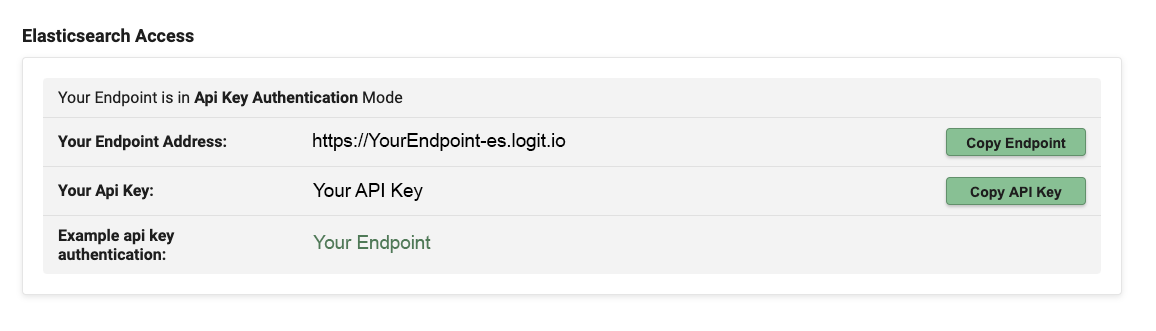 Elasticsearch Access
Your Endpoint is in Api Key Authentication Mode
Your Endpoint Address: https://YourEndpoint-es.logit.io Copy Endpoint
Your Api Key: Your API Key Copy API Key
Example api key
authentication: Your Endpoint